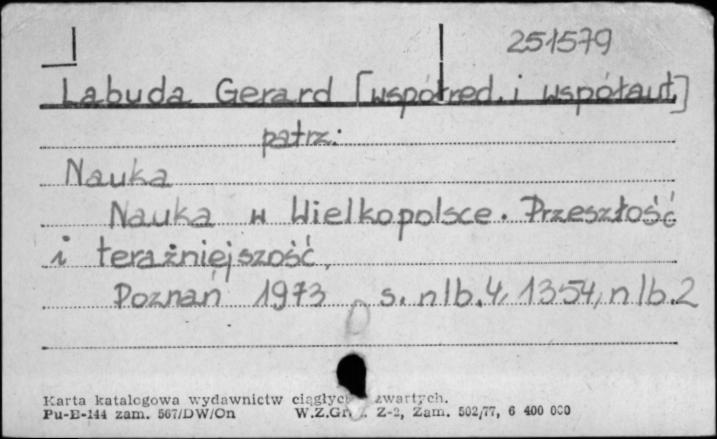 251579
Labuda Gerard [współred. i współaut.]
patrz:
Nauka
Nauka w Wielkopolsce. Przeszłość
i teraźniejszość.
Poznań 1973 s. nlb. 4, 1354, nlb. 2
Karta katalogowa wydawnictw ciągłych zwartych.
Pu-E-144 zam. 567/DW/On W.Z.Gr. Z-2, Zam. 502/77, 6 400 000